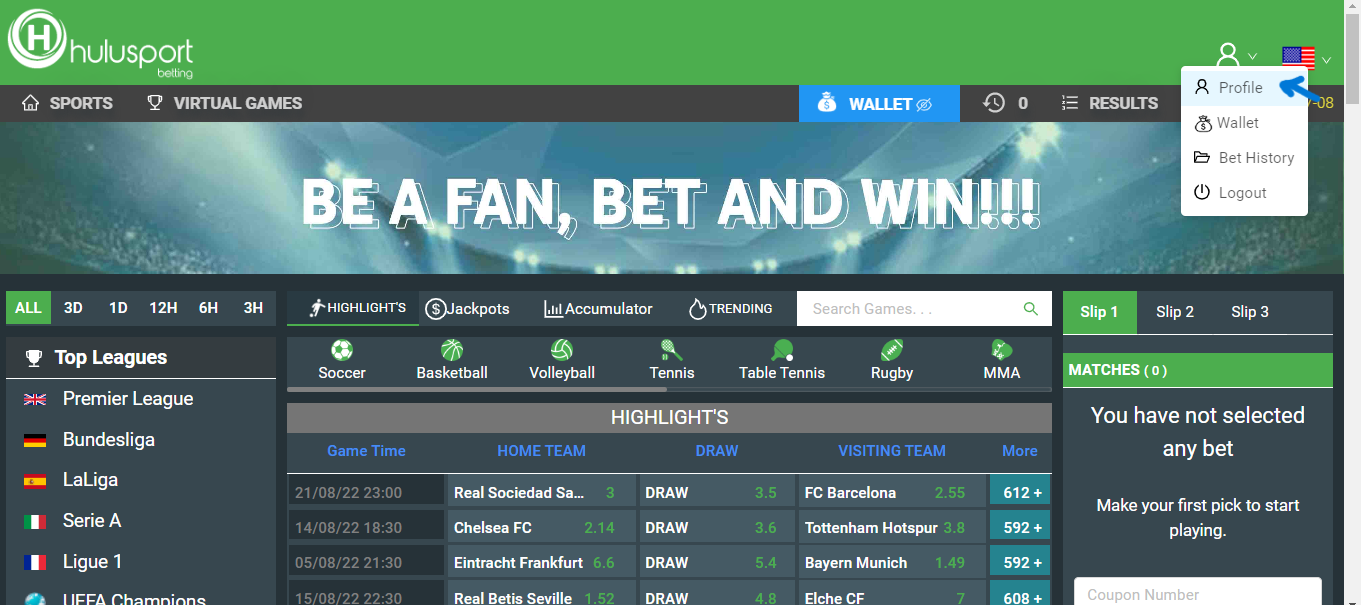 H hulusport
betting
Profile
Wallet
Bet History
Logout
SPORTS VIRTUAL GAMES WALLET 0 RESULTS -08
BE A FAN, BET AND WIN!!!
ALL 3D 1D 12H 6H 3H
HIGHLIGHT'S Jackpots Accumulator TRENDING
Search Games. . .
Slip 1 Slip 2 Slip 3
Top Leagues
Premier League
Bundesliga
LaLiga
Serie A
Ligue 1
UEFA Champions
Soccer Basketball Volleyball Tennis Table Tennis Rugby MMA
HIGHLIGHT'S
Game Time HOME TEAM DRAW VISITING TEAM More
21/08/22 23:00 Real Sociedad Sa... 3 DRAW 3.5 FC Barcelona 2.55 612 +
14/08/22 18:30 Chelsea FC 2.14 DRAW 3.6 Tottenham Hotspur 3.8 592 +
05/08/22 21:30 Eintracht Frankfurt 6.6 DRAW 5.4 Bayern Munich 1.49 592 +
15/08/22 22:30 Real Betis Seville 1.52 DRAW 4.8 Elche CF 7 608 +
MATCHES ( 0 )
You have not selected
any bet
Make your first pick to start
playing.
Coupon Number